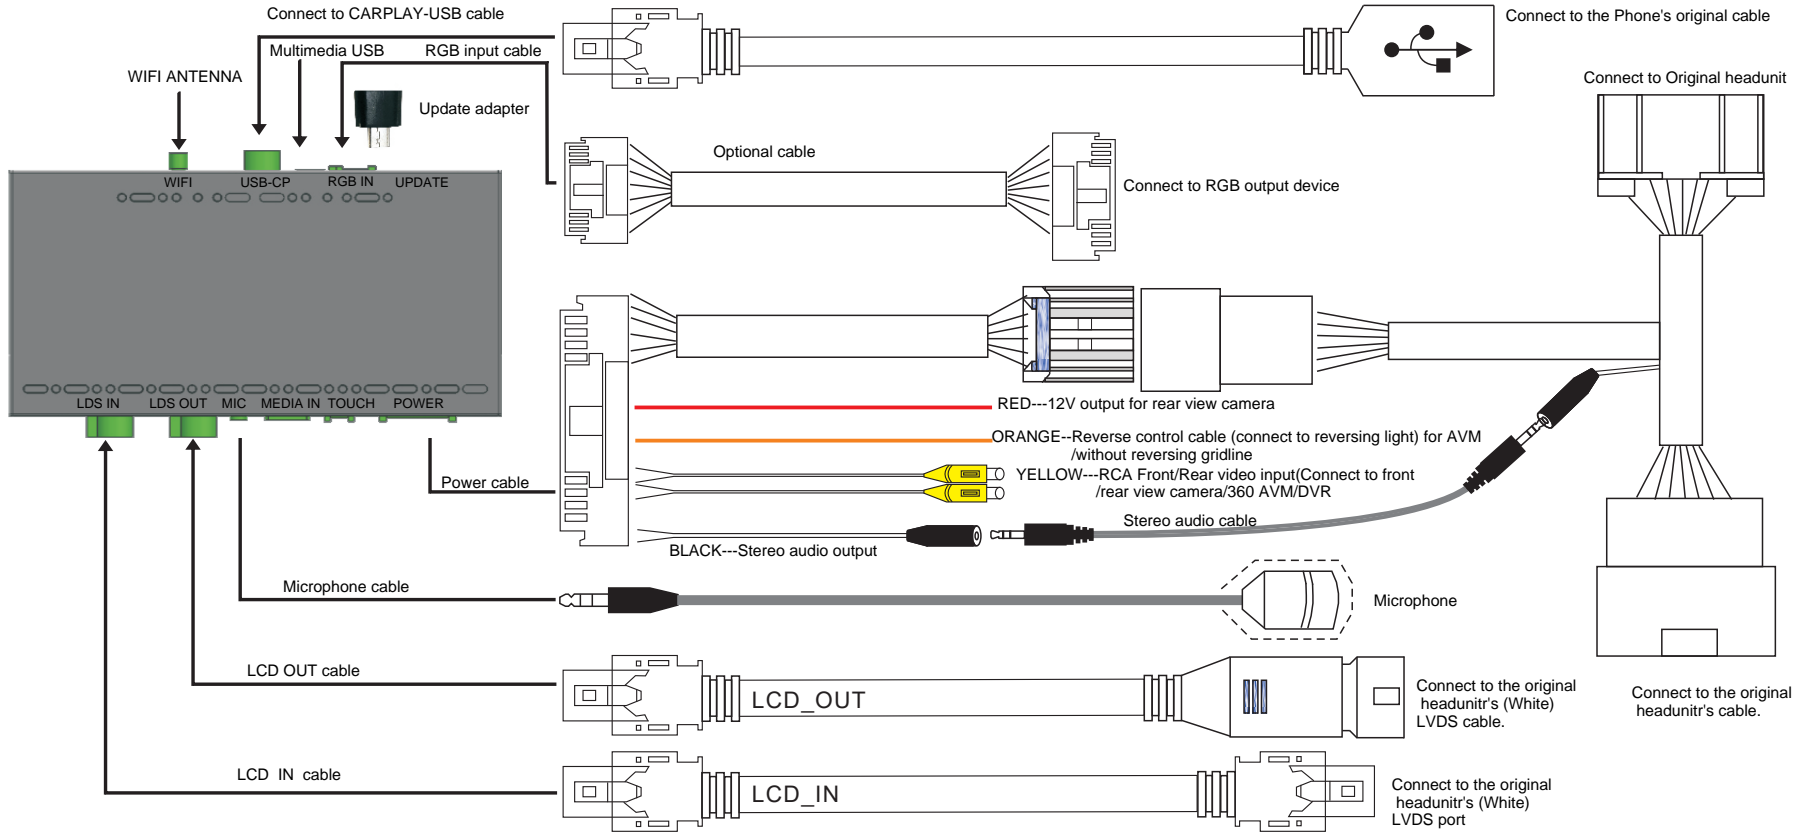 Connect to CARPLAY-USB cable
Connect to the Phone's original cable
Multimedia USB
RGB input cable
WIFI ANTENNA
Connect to Original headunit
Update adapter
Optional cable
Connect to RGB output device
WIFI
USB-CP
RGB IN
UPDATE
LDS IN
LDS OUT
MIC
MEDIA IN
TOUCH
POWER
RED---12V output for rear view camera
ORANGE--Reverse control cable (connect to reversing light) for AVM
/without reversing gridline
Power cable
YELLOW---RCA Front/Rear video input(Connect to front
/rear view camera/360 AVM/DVR
Stereo audio cable
BLACK---Stereo audio output
Microphone cable
Microphone
LCD OUT cable
LCD_OUT
Connect to the original
headunitr's (White)
LVDS cable.
Connect to the original
headunitr's cable.
LCD IN cable
LCD_IN
Connect to the original
headunitr's (White)
LVDS port